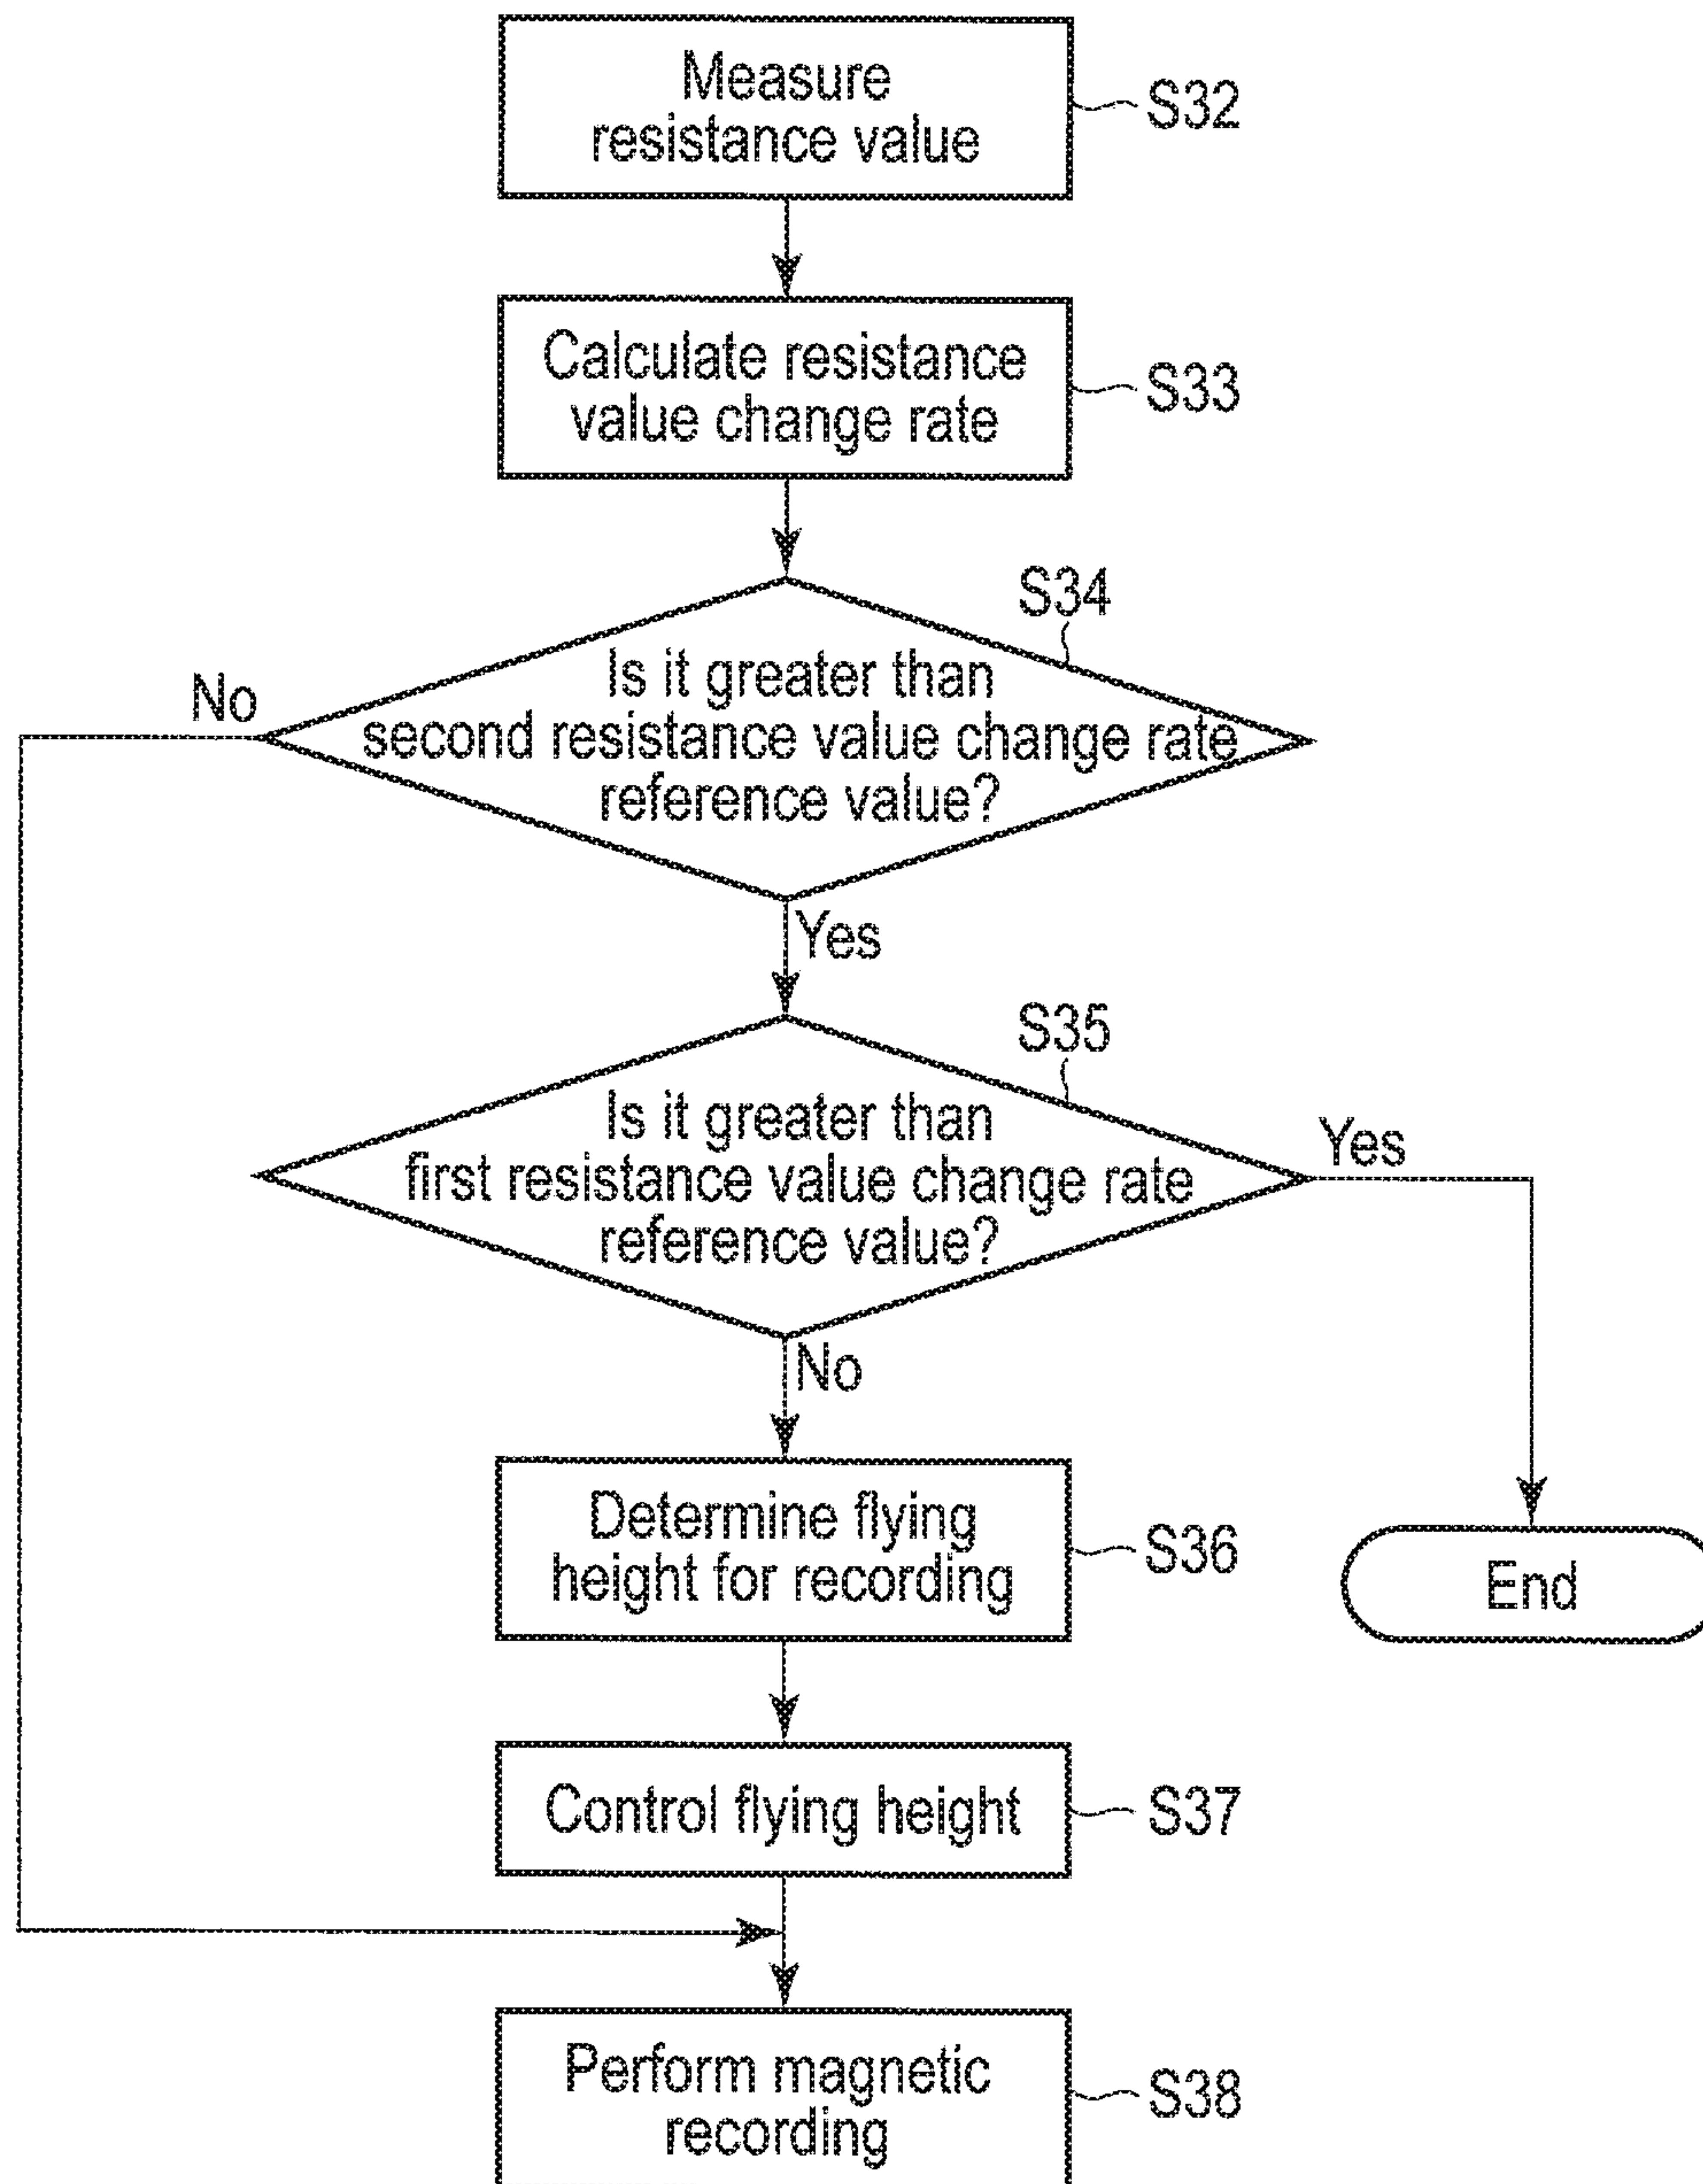 Measure
resistance value
S32
Calculate resistance
value change rate
S33
S34
Is it greater than
second resistance value change rate
reference value?
No
Yes
S35
Is it greater than
first resistance value change rate
reference value?
Yes
No
Determine flying
height for recording
S36
End
Control flying height
S37
Perform magnetic
recording
S38